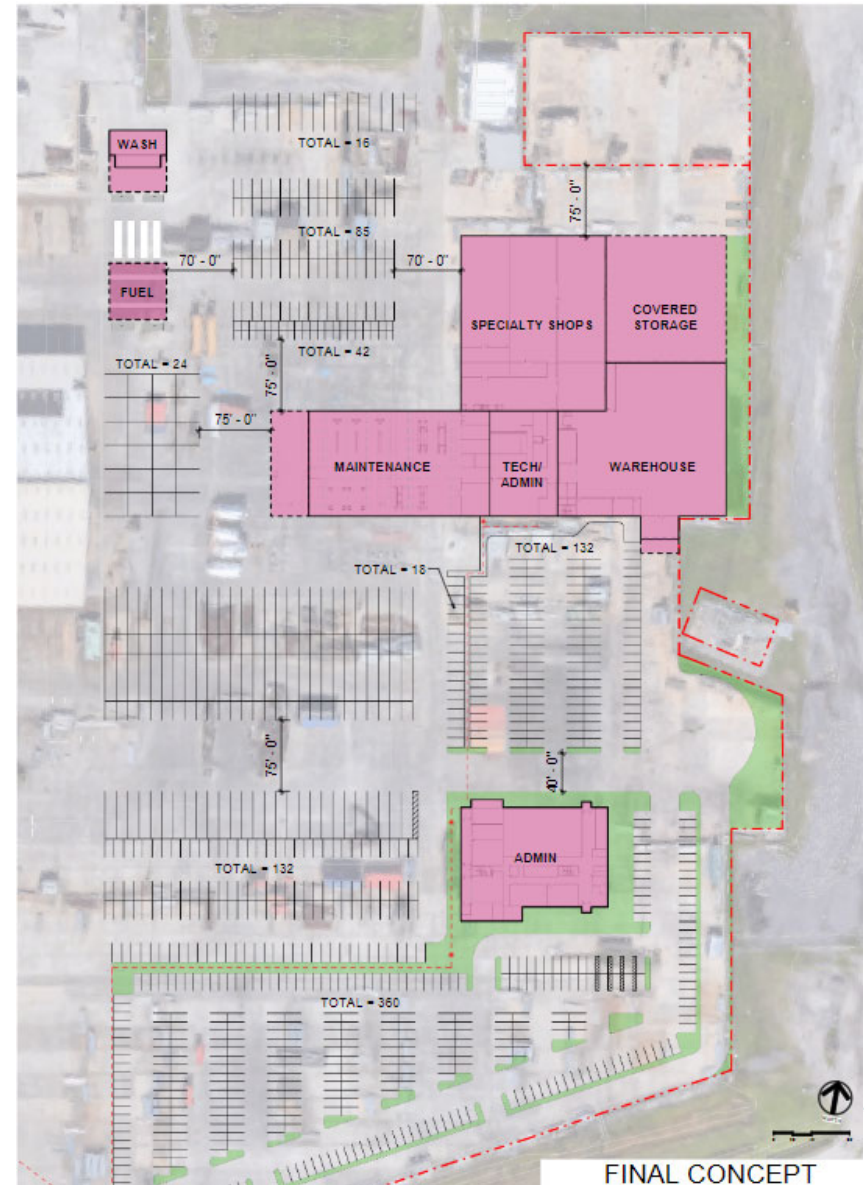 WASH
TOTAL = 16
75' - 0"
TOTAL = 85
70' - 0"
70' - 0"
FUEL
SPECIALTY SHOPS
COVERED
STORAGE
TOTAL = 42
TOTAL = 24
75' - 0"
75' - 0"
MAINTENANCE
TECH/
ADMIN
WAREHOUSE
TOTAL = 132
TOTAL = 18
75' - 0"
40' - 0"
ADMIN
TOTAL = 132
TOTAL = 360
FINAL CONCEPT